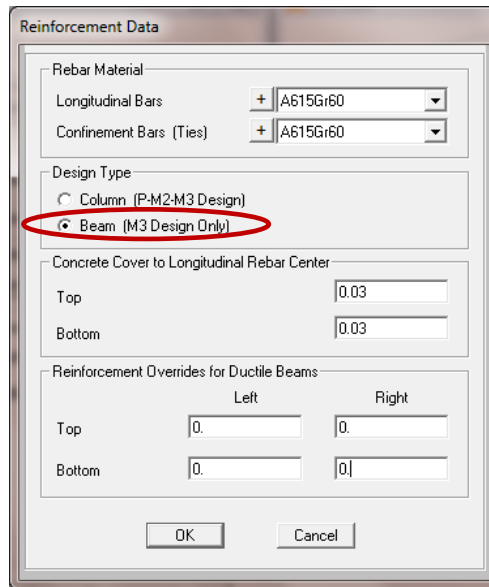 Reinforcement Data
Rebar Material
Longitudinal Bars + A615Gr60
Confinement Bars (Ties) + A615Gr60
Design Type
Column (P-M2-M3 Design)
Beam (M3 Design Only)
Concrete Cover to Longitudinal Rebar Center
Top 0.03
Bottom 0.03
Reinforcement Overrides for Ductile Beams
Left Right
Top 0. 0.
Bottom 0. 0.
OK Cancel